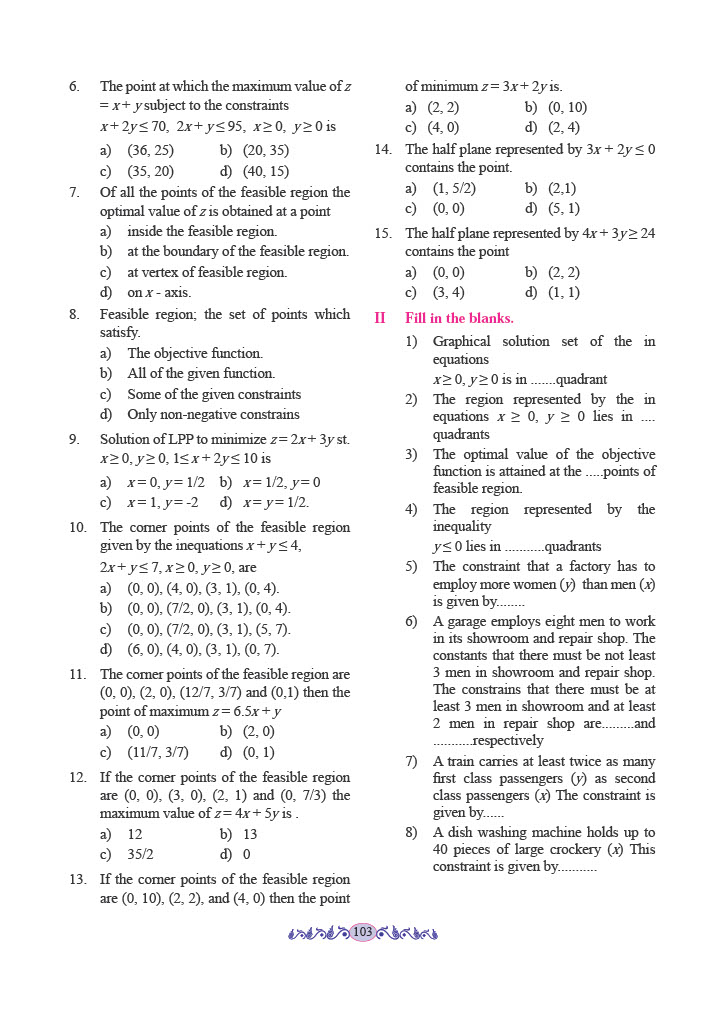 6. The point at which the maximum value of z
= x + y subject to the constraints
x + 2y ≤ 70, 2x + y ≤ 95, x ≥ 0, y ≥ 0 is
a) (36, 25) b) (20, 35)
c) (35, 20) d) (40, 15)
7. Of all the points of the feasible region the
optimal value of z is obtained at a point
a) inside the feasible region.
b) at the boundary of the feasible region.
c) at vertex of feasible region.
d) on x - axis.
8. Feasible region; the set of points which
satisfy.
a) The objective function.
b) All of the given function.
c) Some of the given constraints
d) Only non-negative constrains
9. Solution of LPP to minimize z = 2x + 3y st.
x ≥ 0, y ≥ 0, 1≤ x + 2y ≤ 10 is
a) x = 0, y = 1/2 b) x = 1/2, y = 0
c) x = 1, y = -2 d) x = y = 1/2.
10. The corner points of the feasible region
given by the inequations x + y ≤ 4,
2x + y ≤ 7, x ≥ 0, y ≥ 0, are
a) (0, 0), (4, 0), (3, 1), (0, 4).
b) (0, 0), (7/2, 0), (3, 1), (0, 4).
c) (0, 0), (7/2, 0), (3, 1), (5, 7).
d) (6, 0), (4, 0), (3, 1), (0, 7).
11. The corner points of the feasible region are
(0, 0), (2, 0), (12/7, 3/7) and (0,1) then the
point of maximum z = 6.5x + y
a) (0, 0) b) (2, 0)
c) (11/7, 3/7) d) (0, 1)
12. If the corner points of the feasible region
are (0, 0), (3, 0), (2, 1) and (0, 7/3) the
maximum value of z = 4x + 5y is .
a) 12 b) 13
c) 35/2 d) 0
13. If the corner points of the feasible region
are (0, 10), (2, 2), and (4, 0) then the point
of minimum z = 3x + 2y is.
a) (2, 2) b) (0, 10)
c) (4, 0) d) (2, 4)
14. The half plane represented by 3x + 2y ≤ 0
contains the point.
a) (1, 5/2) b) (2,1)
c) (0, 0) d) (5, 1)
15. The half plane represented by 4x + 3y ≥ 24
contains the point
a) (0, 0) b) (2, 2)
c) (3, 4) d) (1, 1)
II Fill in the blanks.
1) Graphical solution set of the in
equations
x ≥ 0, y ≥ 0 is in .......quadrant
2) The region represented by the in
equations x ≥ 0, y ≥ 0 lies in ....
quadrants
3) The optimal value of the objective
function is attained at the .....points of
feasible region.
4) The region represented by the
inequality
y ≤ 0 lies in ...........quadrants
5) The constraint that a factory has to
employ more women (y) than men (x)
is given by........
6) A garage employs eight men to work
in its showroom and repair shop. The
constants that there must be not least
3 men in showroom and repair shop.
The constrains that there must be at
least 3 men in showroom and at least
2 men in repair shop are.........and
...........respectively
7) A train carries at least twice as many
first class passengers (y) as second
class passengers (x) The constraint is
given by......
8) A dish washing machine holds up to
40 pieces of large crockery (x) This
constraint is given by...........
103